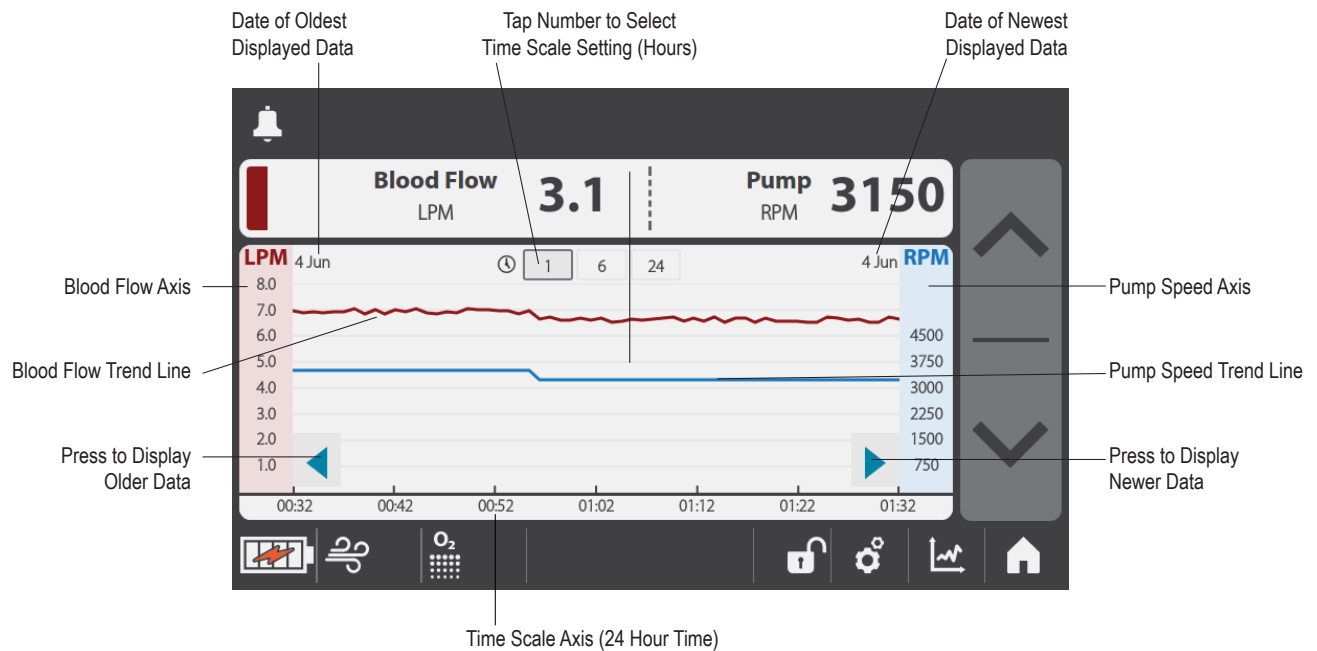 Date of Oldest
Displayed Data
Tap Number to Select
Time Scale Setting (Hours)
Date of Newest
Displayed Data
Blood Flow
LPM
3.1
Pump
RPM
3150
LPM
4 Jun
1
6
24
4 Jun
RPM
Blood Flow Axis
8.0
7.0
6.0
5.0
4.0
3.0
2.0
1.0
4500
3750
3000
2250
1500
750
Pump Speed Axis
Blood Flow Trend Line
Pump Speed Trend Line
Press to Display
Older Data
Press to Display
Newer Data
00:32
00:42
00:52
01:02
01:12
01:22
01:32
O₂
Time Scale Axis (24 Hour Time)